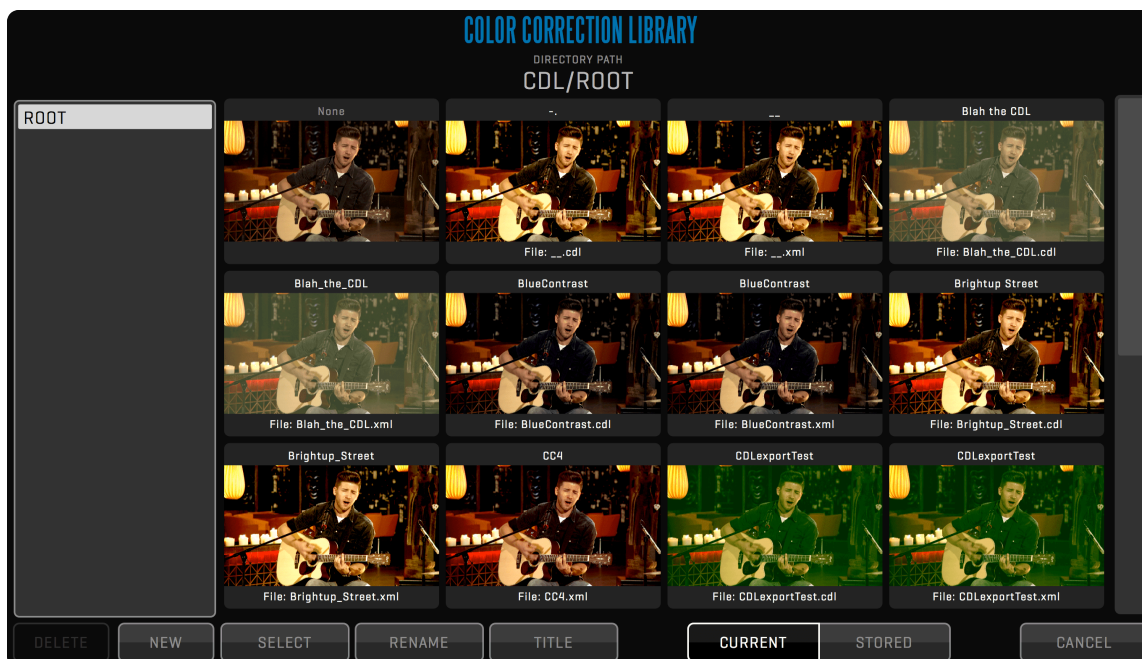 COLOR CORRECTION LIBRARY
DIRECTORY PATH
CDL/ROOT
ROOT
None
-.
__
Blah the CDL
File: __.cdl
File: __.xml
File: Blah_the_CDL.cdl
Blah_the_CDL
BlueContrast
BlueContrast
Brightup Street
File: Blah_the_CDL.xml
File: BlueContrast.cdl
File: BlueContrast.xml
File: Brightup_Street.cdl
Brightup_Street
CC4
CDLexportTest
CDLexportTest
File: Brightup_Street.xml
File: CC4.xml
File: CDLexportTest.cdl
File: CDLexportTest.xml
DELETE
NEW
SELECT
RENAME
TITLE
CURRENT
STORED
CANCEL